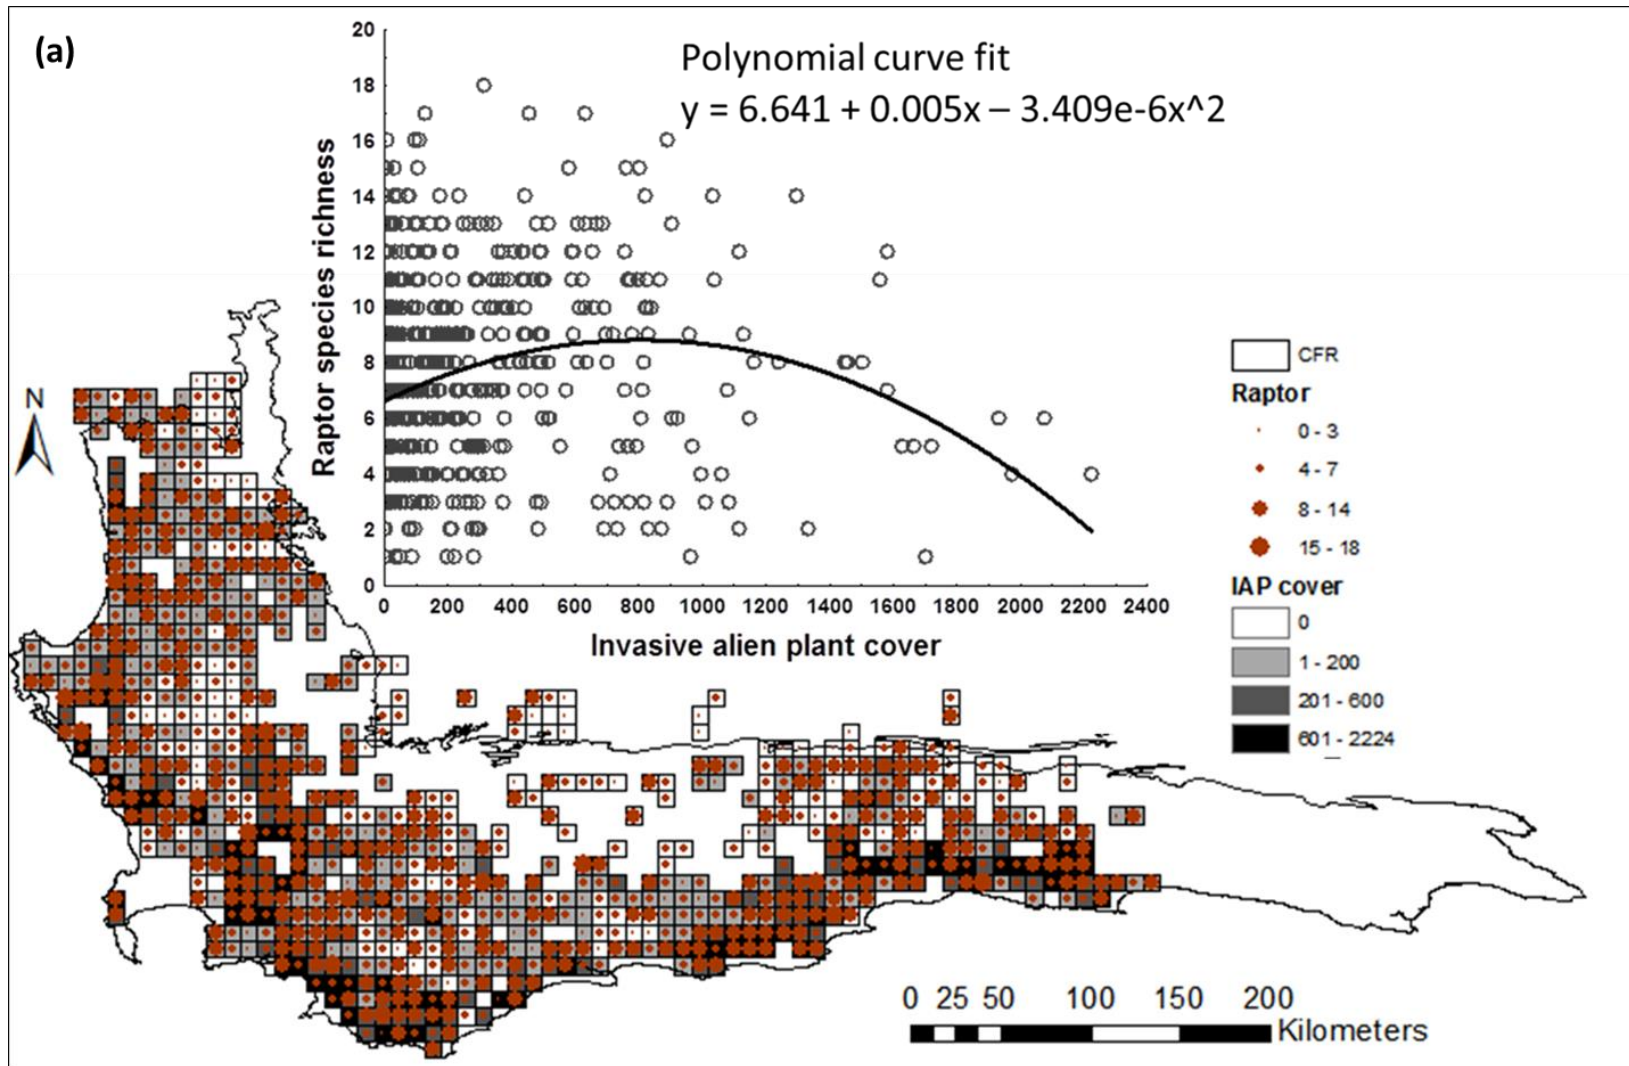 (a)
Polynomial curve fit
y = 6.641 + 0.005x – 3.409e-6x^2
Raptor species richness
20
18
16
14
12
10
8
6
4
2
0
0 200 400 600 800 1000 1200 1400 1600 1800 2000 2200 2400
Invasive alien plant cover
N
CFR
Raptor
0 - 3
4 - 7
8 - 14
15 - 18
IAP cover
0
1 - 200
201 - 600
601 - 2224
0 25 50 100 150 200
Kilometers